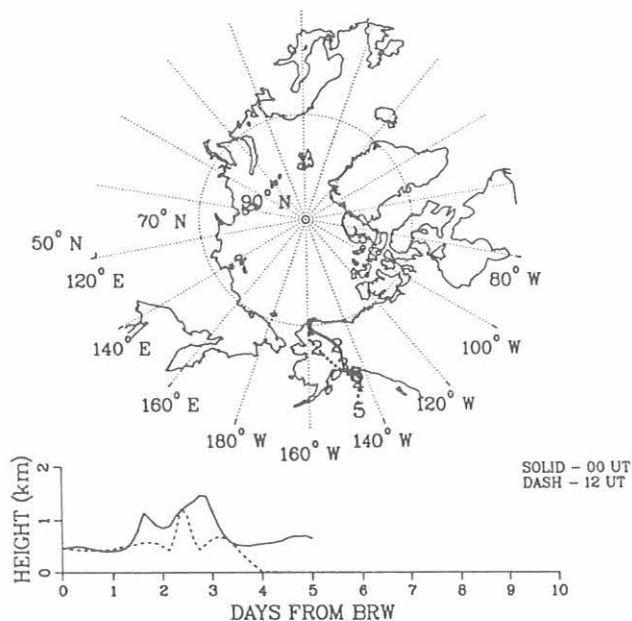 90° N
70° N
50° N
120° E
140° E
160° E
180° W
160° W
140° W
120° W
100° W
80° W
2 2
5
SOLID - 00 UT
DASH - 12 UT
HEIGHT (km)
2
1
0
0 1 2 3 4 5 6 7 8 9 10
DAYS FROM BRW